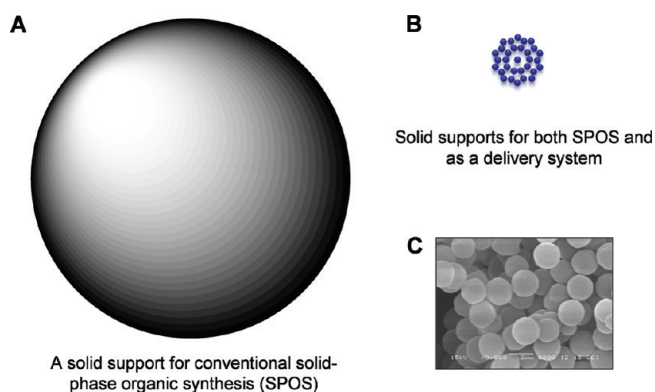 A
B
Solid supports for both SPOS and
as a delivery system
C
A solid support for conventional solid-
phase organic synthesis (SPOS)